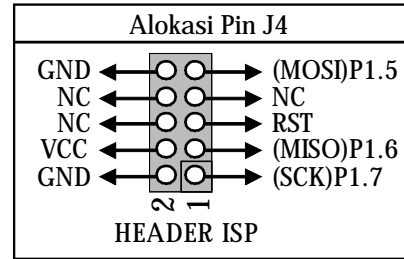 Alokasi Pin J4
GND (MOSI)P1.5
NC NC
NC RST
VCC (MISO)P1.6
GND (SCK)P1.7
2 1
HEADER ISP